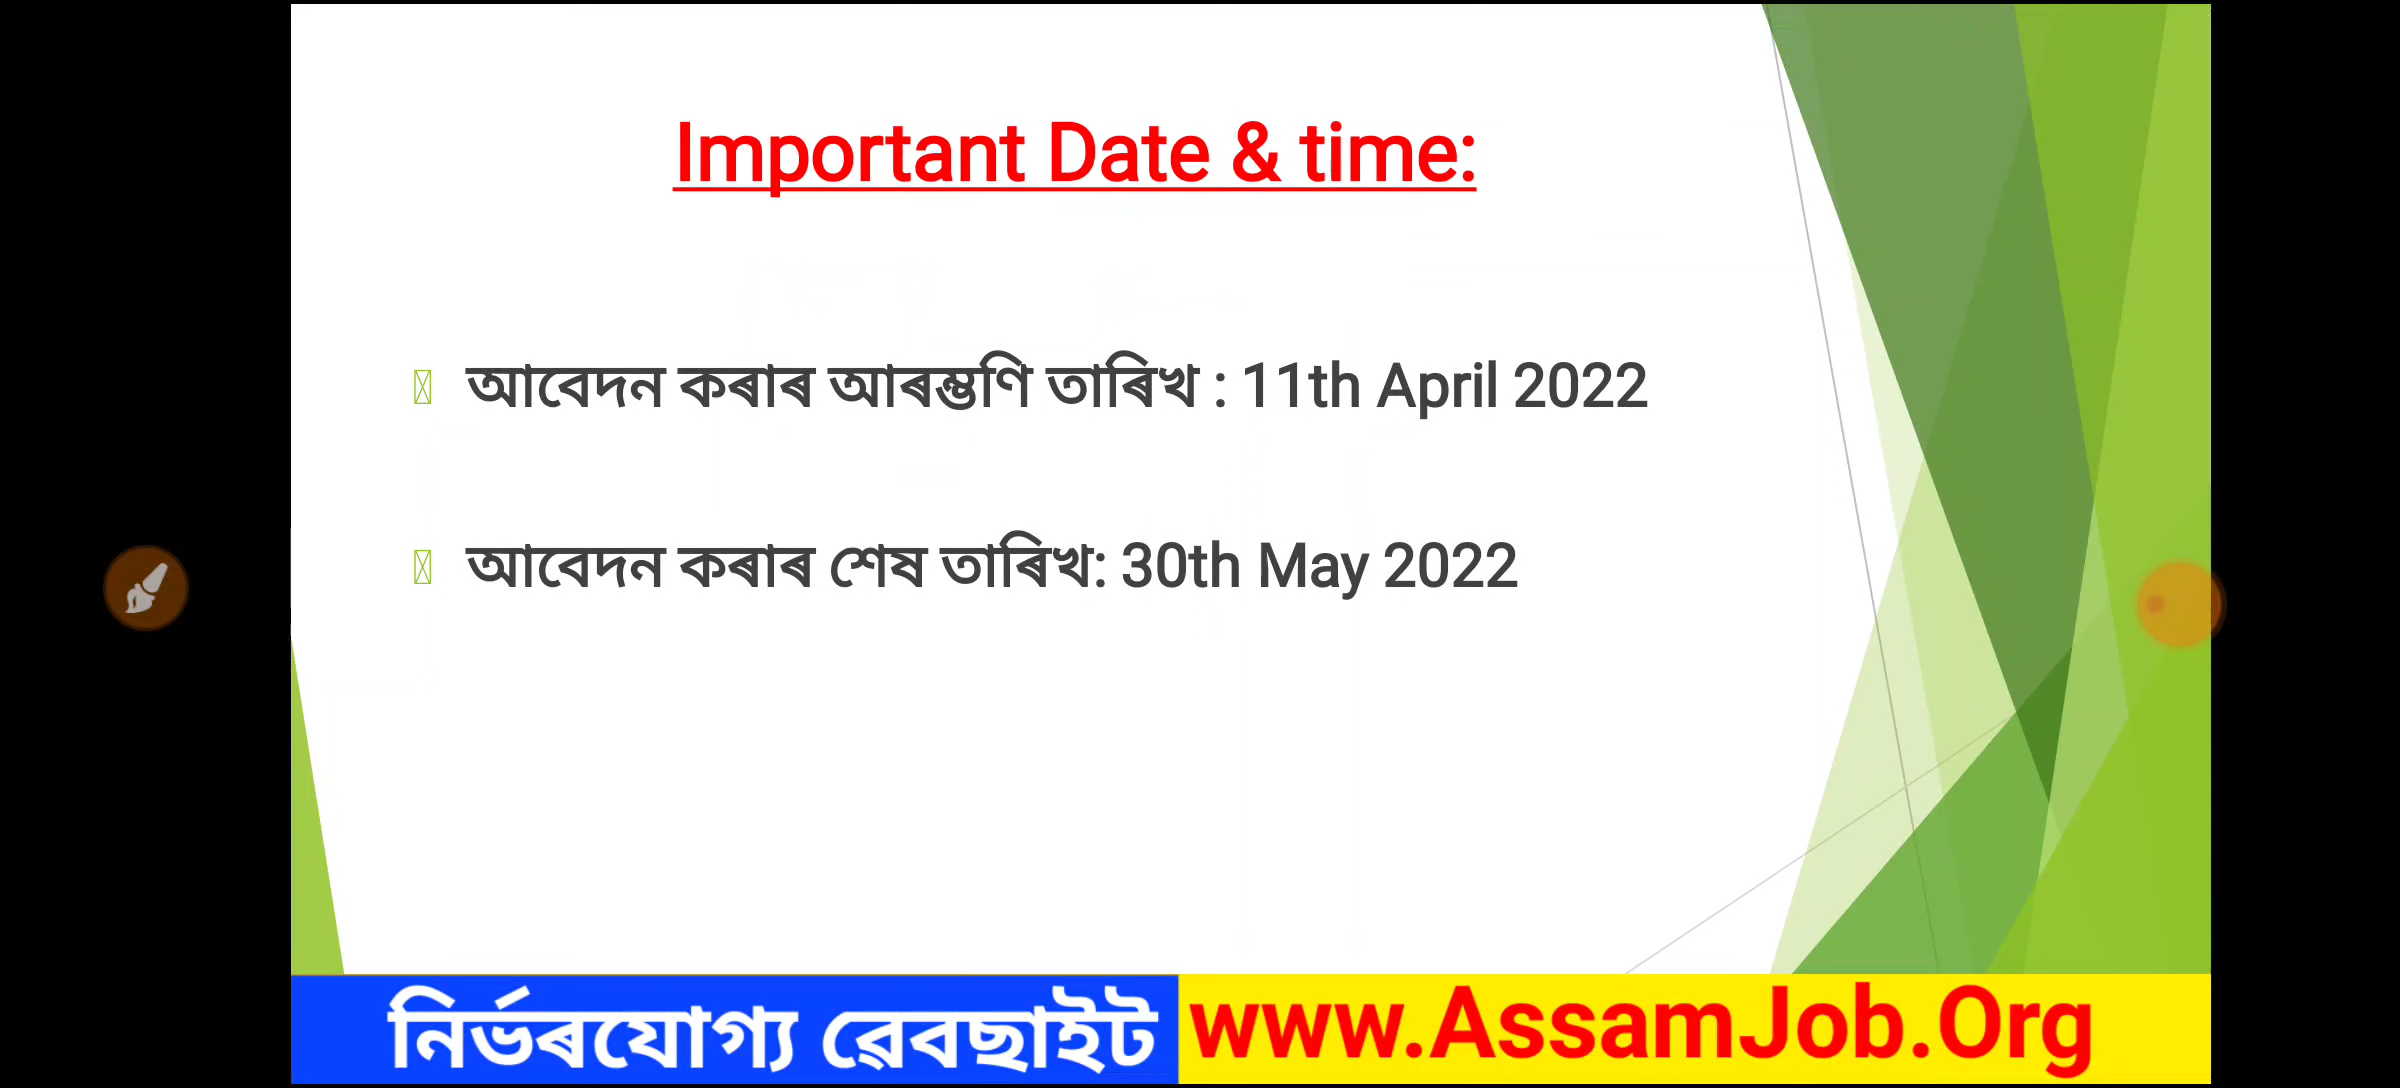 Important Date & time:
আবেদন কৰাৰ আৰম্ভণি তাৰিখ : 11th April 2022
আবেদন কৰাৰ শেষ তাৰিখ: 30th May 2022
নিৰ্ভৰযোগ্য ৱেবছাইট www.AssamJob.Org